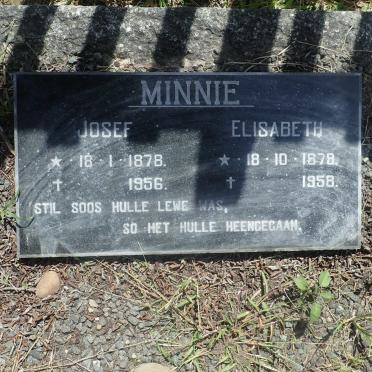 MINNIE
JOSEF ELISABETH
★ 18·1·1878. ★ 18·10·1878.
✝ 1956. ✝ 1958.
STIL SOOS HULLE LEWE WAS,
SO HET HULLE HEENGEGAAN.